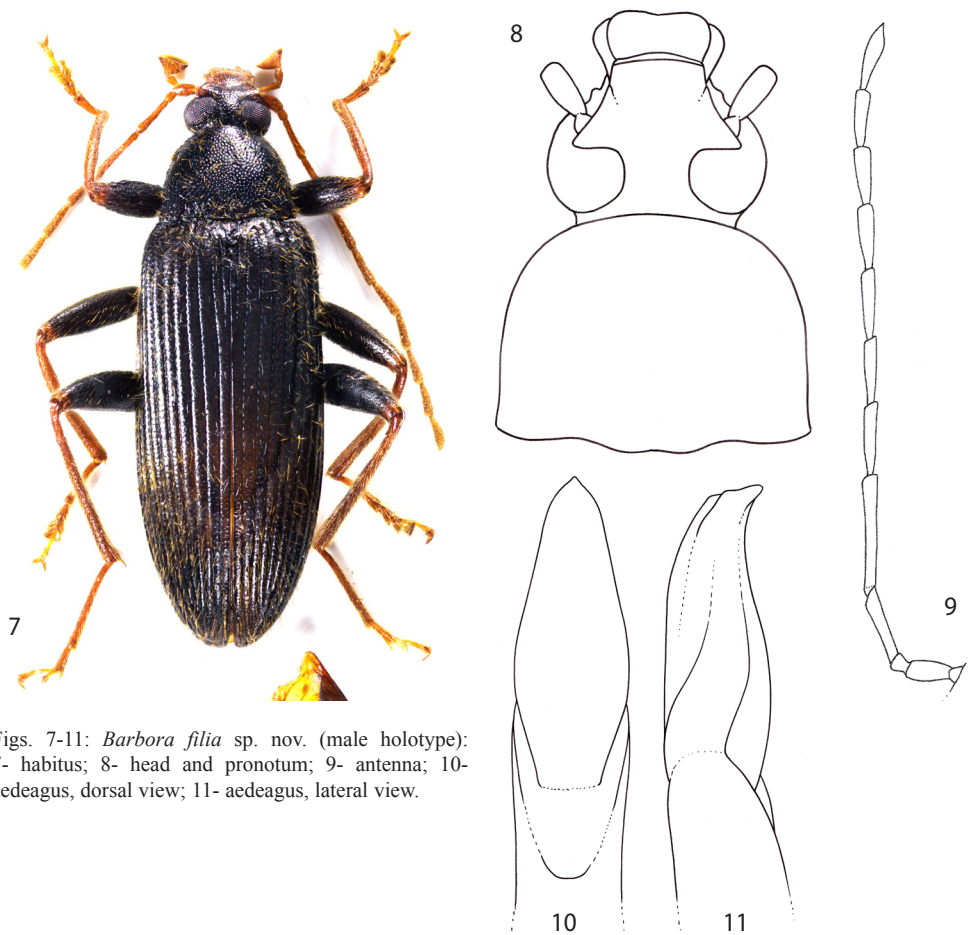 8
9
7
10
11
igs. 7-11: Barbora filia sp. nov. (male holotype):
- habitus; 8- head and pronotum; 9- antenna; 10-
edeagus, dorsal view; 11- aedeagus, lateral view.